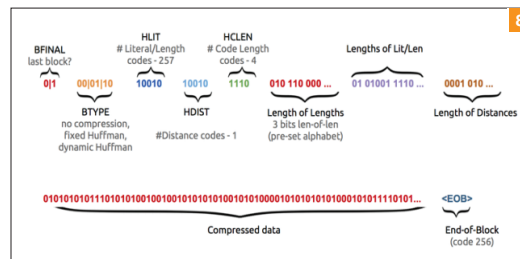 8
BFINAL
last block?
HLIT
# Literal/Length
codes - 257
HCLEN
# Code Length
codes - 4
Lengths of Lit/Len
0|1 00|01|10 10010 10010 1110 010 110 000 ... 01 01001 1110 ... 0001 010 ...
BTYPE
no compression,
fixed Huffman,
dynamic Huffman
HDIST
#Distance codes - 1
Length of Lengths
3 bits len-of-len
(pre-set alphabet)
Length of Distances
<EOB>
Compressed data
End-of-Block
(code 256)